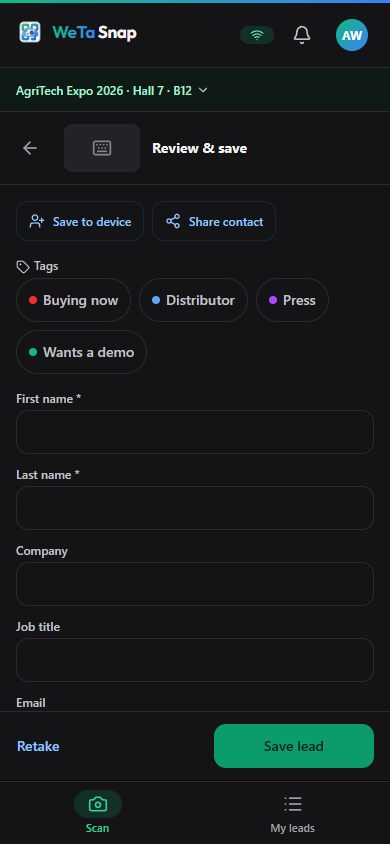 WeTa Snap
AW
AgriTech Expo 2026 · Hall 7 · B12
Review & save
Save to device
Share contact
Tags
Buying now
Distributor
Press
Wants a demo
First name *
Last name *
Company
Job title
Email
Retake
Save lead
Scan
My leads